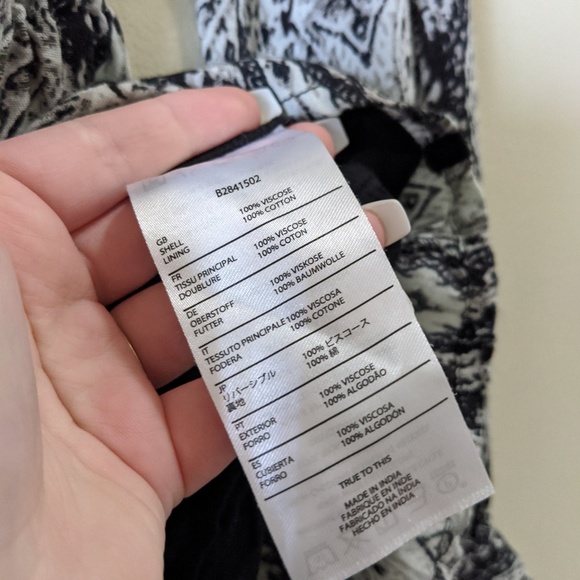 B2841502
GB
SHELL 100% VISCOSE
LINING 100% COTTON
FR
TISSU PRINCIPAL 100% VISCOSE
DOUBLURE 100% COTON
DE
OBERSTOFF 100% VISKOSE
FUTTER 100% BAUMWOLLE
IT
TESSUTO PRINCIPALE 100% VISCOSA
FODERA 100% COTONE
JP
リバーシブル 100% ビスコース
裏地 100% 綿
PT
EXTERIOR 100% VISCOSE
FORRO 100% ALGODÃO
ES
CUBIERTA 100% VISCOSA
FORRO 100% ALGODÓN
TRUE TO THIS
MADE IN INDIA
FABRIQUE EN INDE
FABRICADO NA ÍNDIA
HECHO EN INDIA